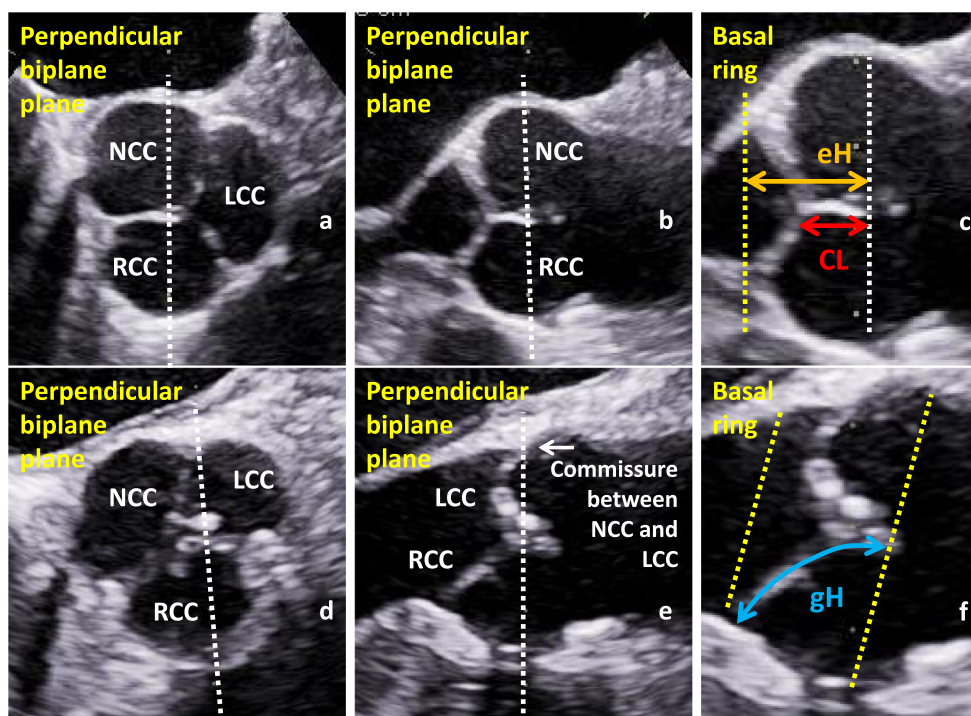 Perpendicular
biplane
plane
NCC
LCC
RCC
a
Perpendicular
biplane
plane
NCC
RCC
b
Basal
ring
eH
CL
c
Perpendicular
biplane
plane
NCC
LCC
RCC
d
Perpendicular
biplane
plane
Commissure
between
NCC and
LCC
LCC
RCC
e
Basal
ring
gH
f